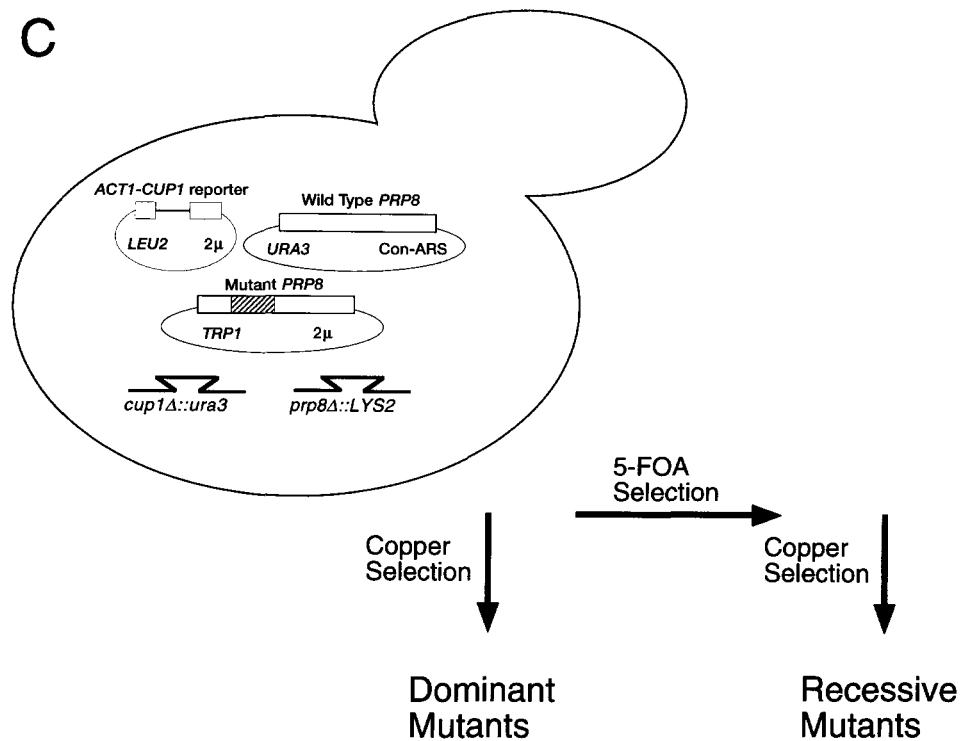 C
ACT1-CUP1 reporter
LEU2 2μ
Wild Type PRP8
URA3 Con-ARS
Mutant PRP8
TRP1 2μ
cup1Δ::ura3
prp8Δ::LYS2
5-FOA
Selection
Copper
Selection
Copper
Selection
Dominant
Mutants
Recessive
Mutants